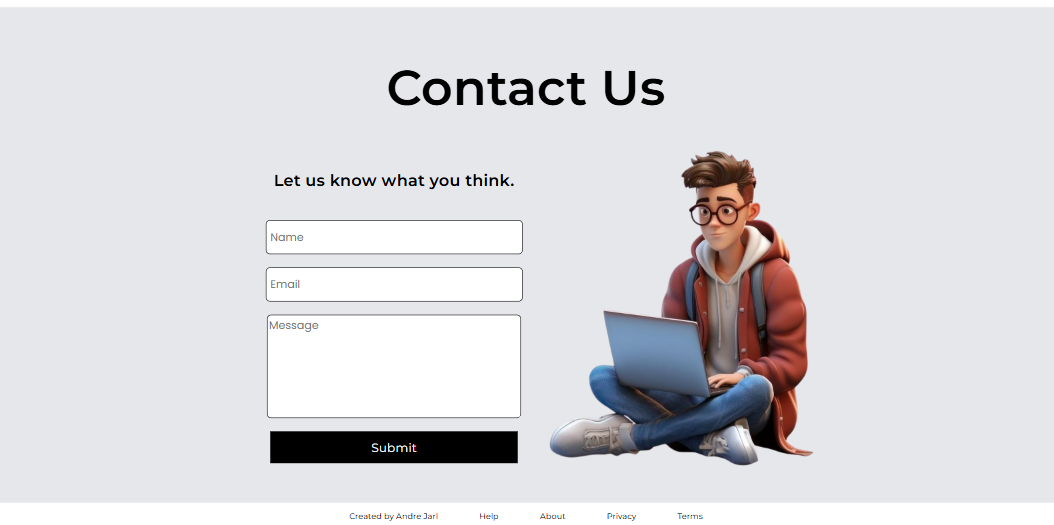 Contact Us
Let us know what you think.
Name
Email
Message
Submit
Created by Andre Jarl Help About Privacy Terms